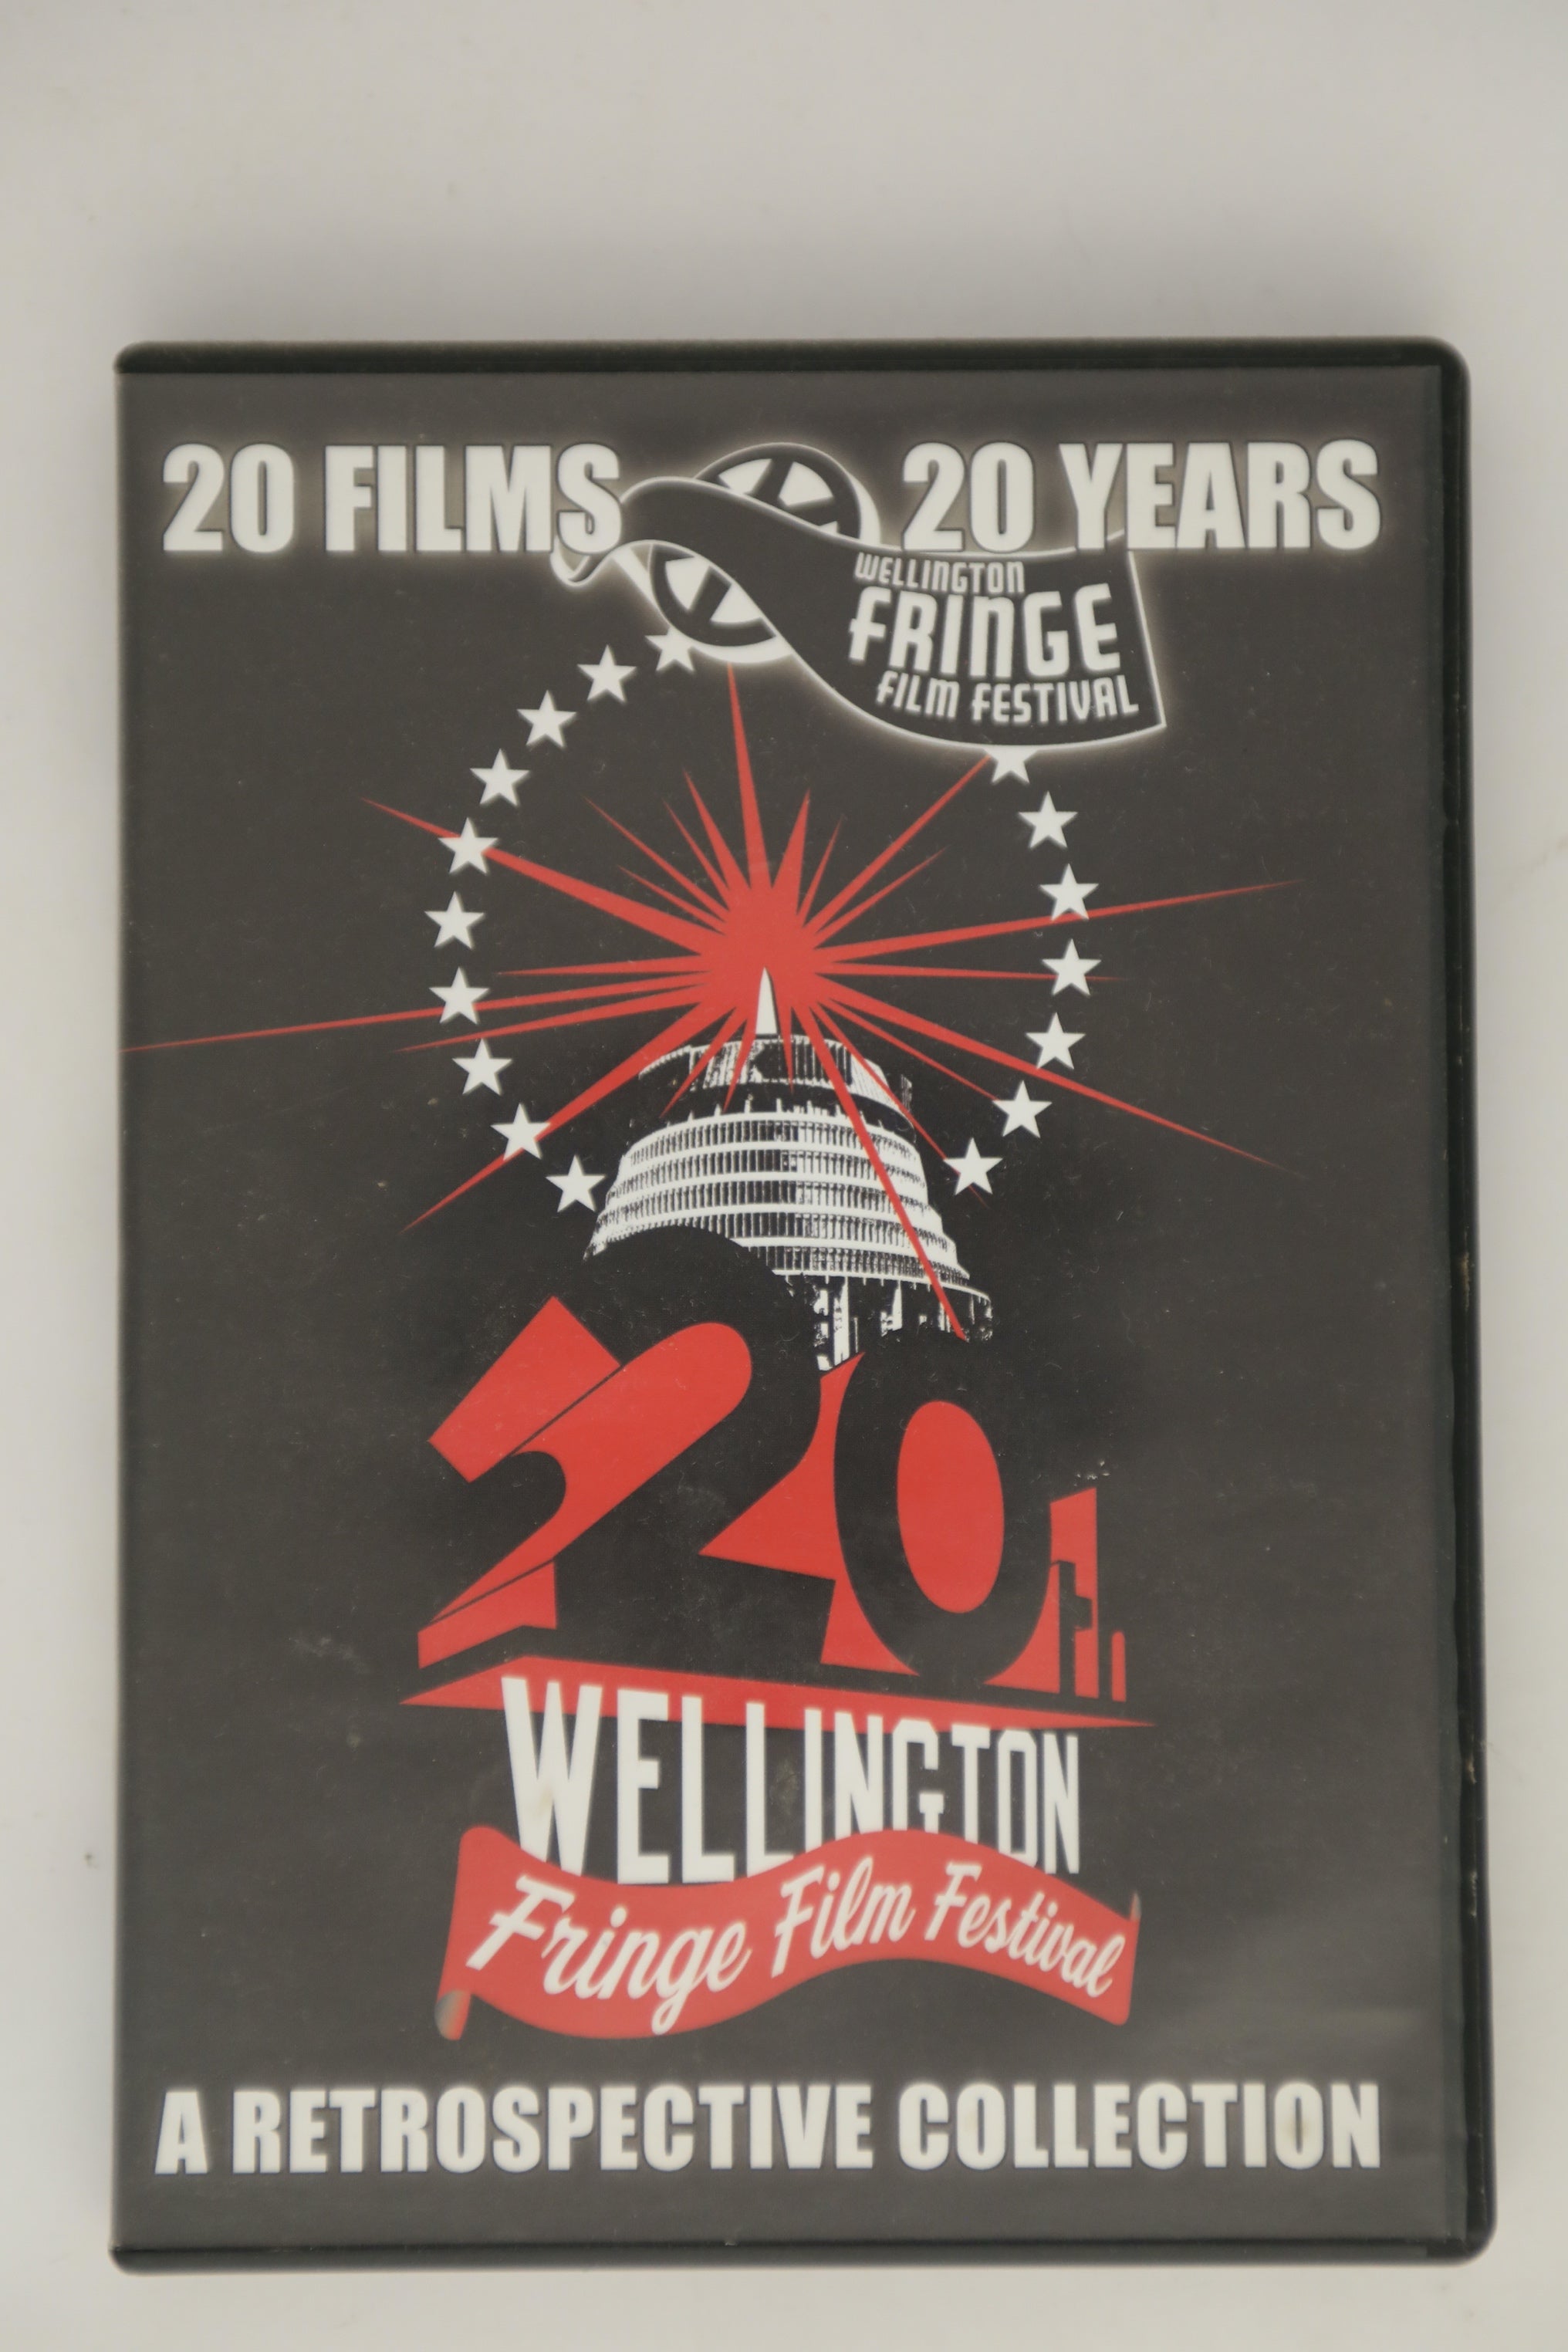 20 FILMS 20 YEARS
WELLINGTON
FRINGE
FILM FESTIVAL
20th
WELLINGTON
Fringe Film Festival
A RETROSPECTIVE COLLECTION